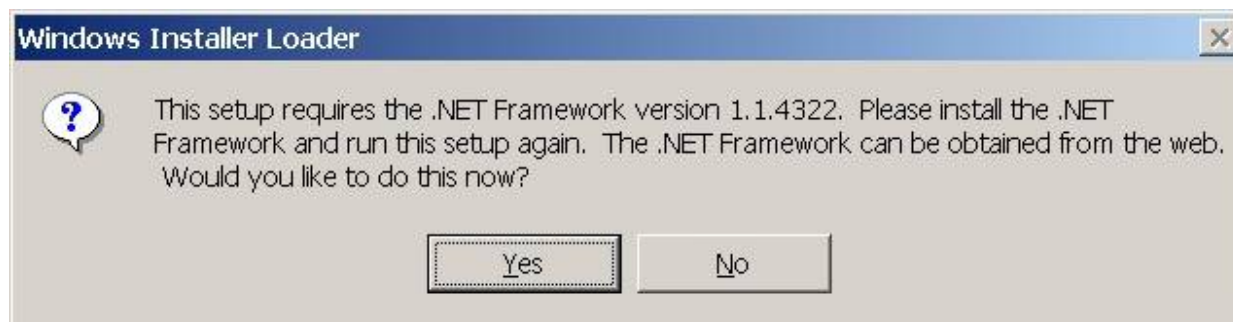 Windows Installer Loader
This setup requires the .NET Framework version 1.1.4322.  Please install the .NET
Framework and run this setup again.  The .NET Framework can be obtained from the web.
Would you like to do this now?
Yes No